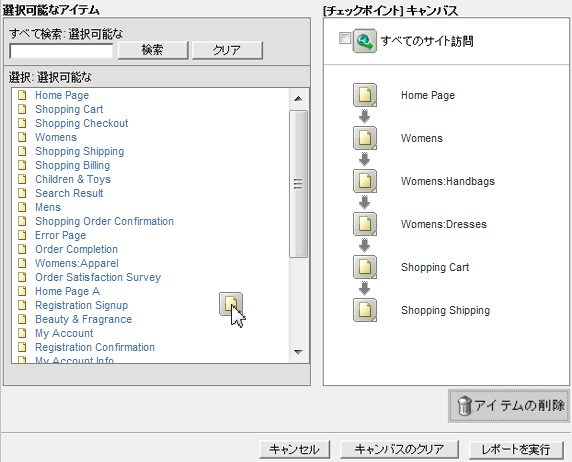 選択可能なアイテム
すべて検索: 選択可能な
検索
クリア
選択: 選択可能な
Home Page
Shopping Cart
Shopping Checkout
Womens
Shopping Shipping
Shopping Billing
Children & Toys
Search Result
Mens
Shopping Order Confirmation
Error Page
Order Completion
Womens:Apparel
Order Satisfaction Survey
Home Page A
Registration Signup
Beauty & Fragrance
My Account
Registration Confirmation
My Account Info
[チェックポイント] キャンバス
すべてのサイト訪問
Home Page
Womens
Womens:Handbags
Womens:Dresses
Shopping Cart
Shopping Shipping
アイテムの削除
キャンセル
キャンバスのクリア
レポートを実行